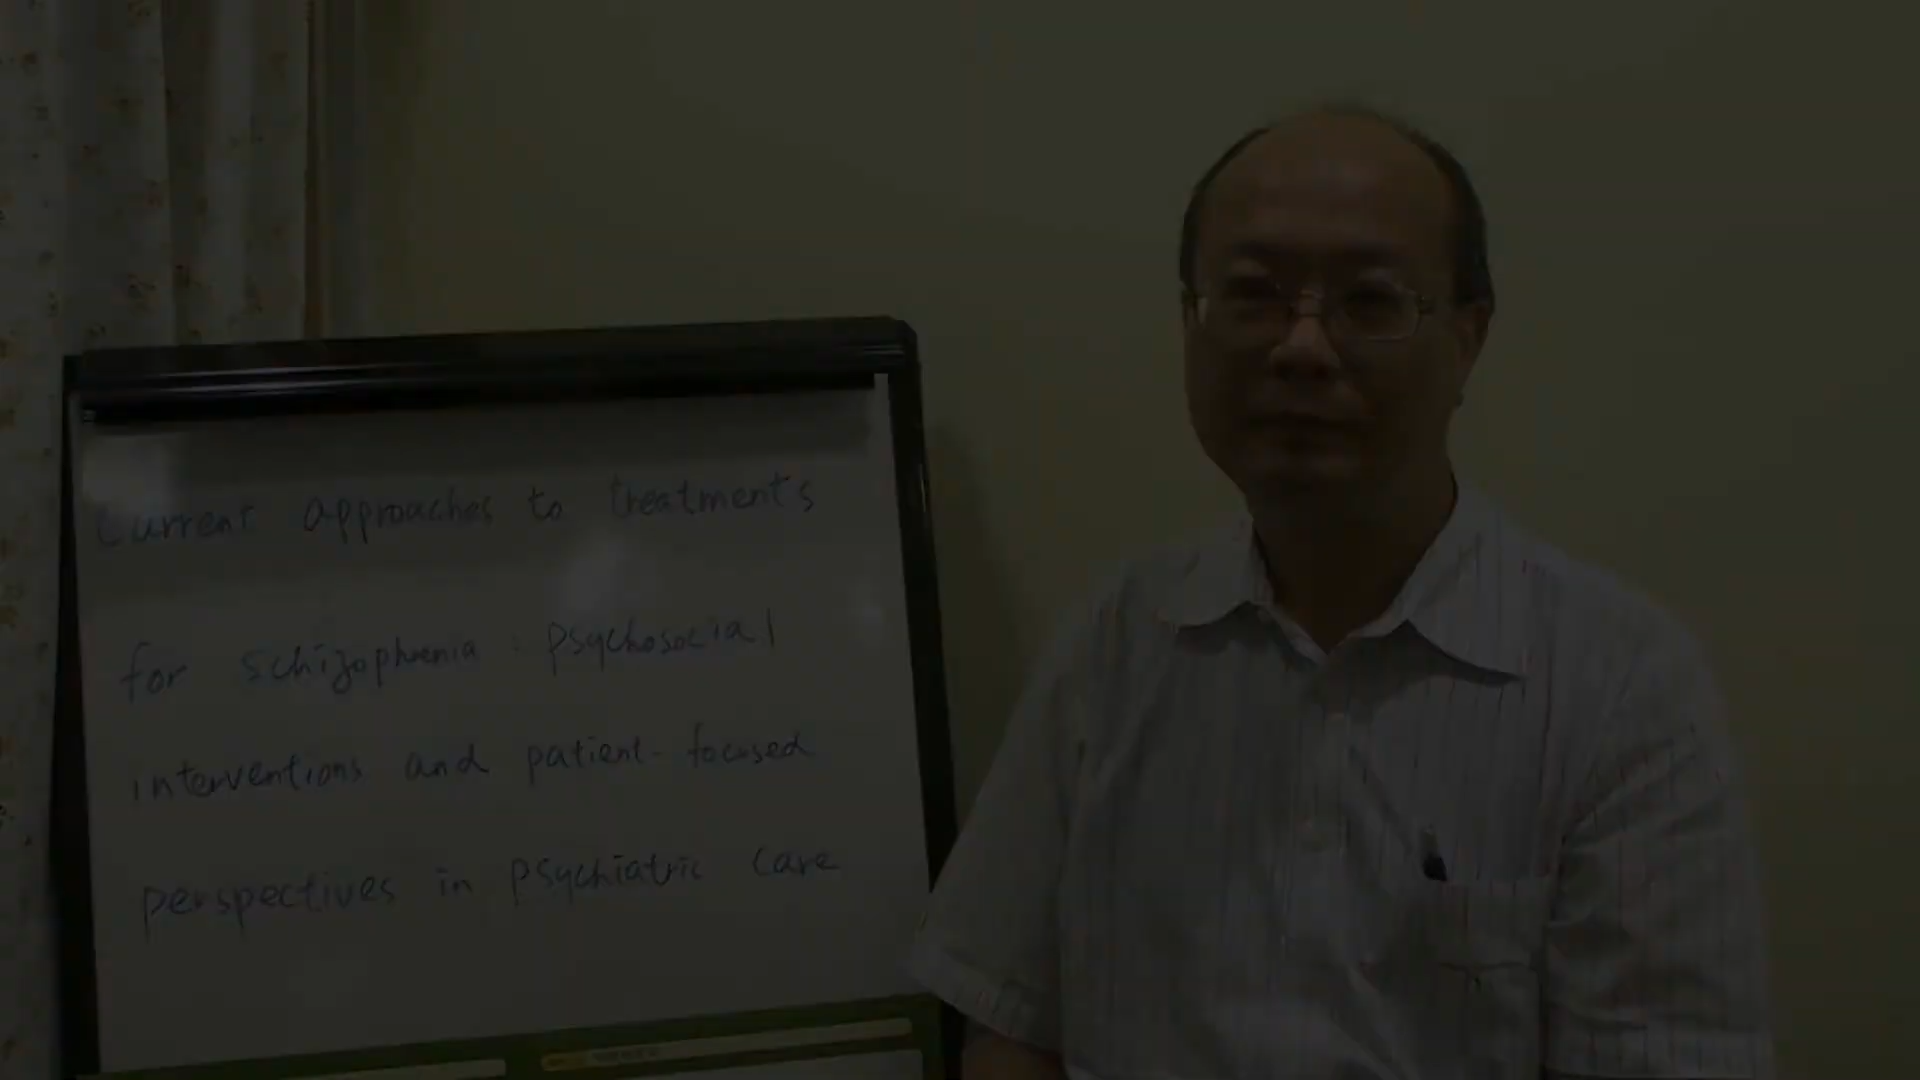 Current approaches to treatments
for schizophrenia : psychosocial
interventions and patient-focused
perspectives in psychiatric care